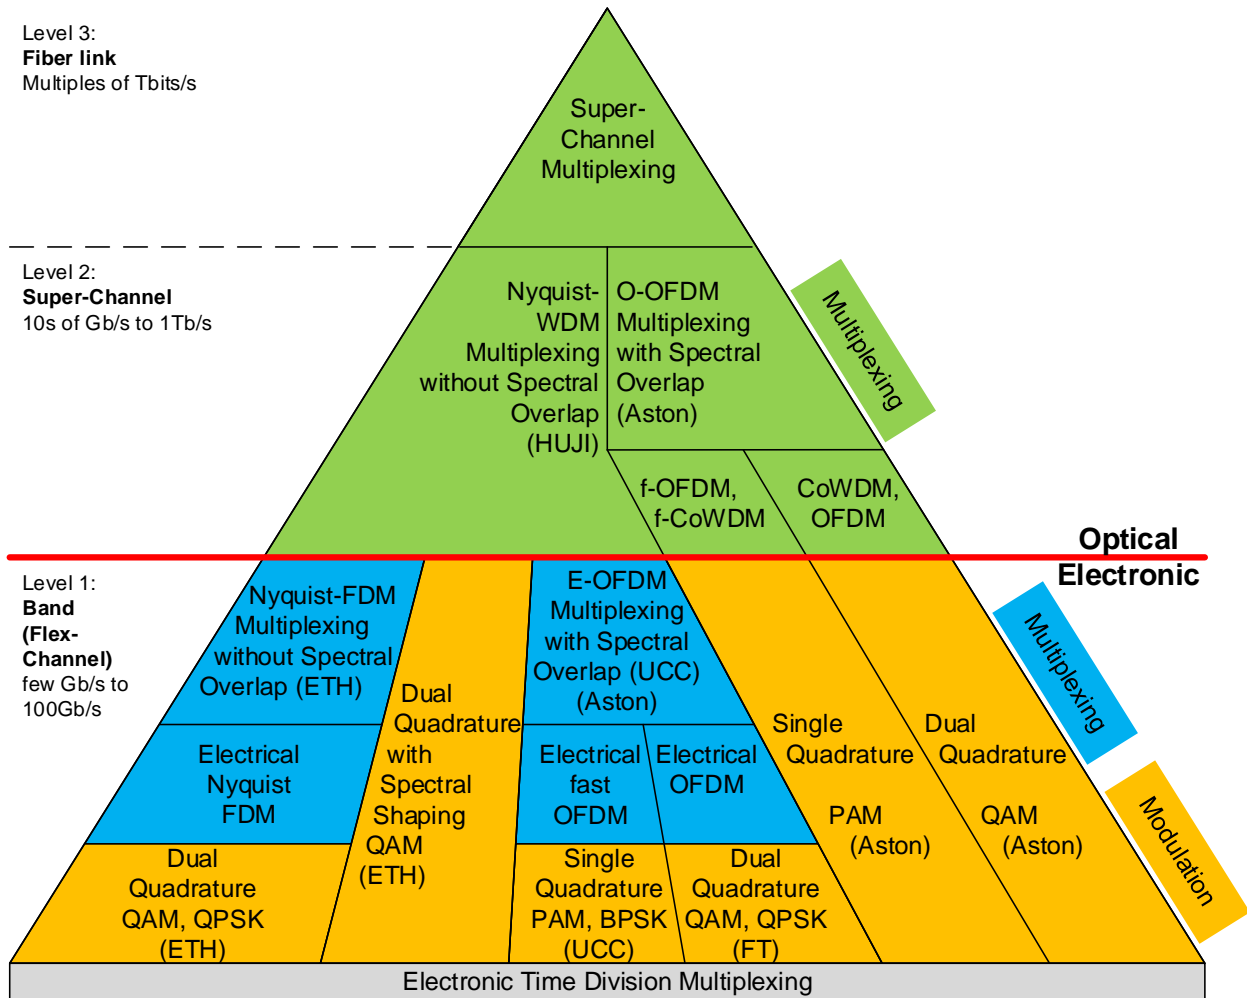 Level 3:
Fiber link
Multiples of Tbits/s
Super-
Channel
Multiplexing
Level 2:
Super-Channel
10s of Gb/s to 1Tb/s
Nyquist-
WDM
Multiplexing
without Spectral
Overlap
(HUJI)
O-OFDM
Multiplexing
with Spectral
Overlap
(Aston)
Multiplexing
f-OFDM,
f-CoWDM
CoWDM,
OFDM
Optical
Electronic
Level 1:
Band
(Flex-
Channel)
few Gb/s to
100Gb/s
Nyquist-FDM
Multiplexing
without Spectral
Overlap (ETH)
Electrical
Nyquist
FDM
Dual
Quadrature
QAM, QPSK
(ETH)
Dual
Quadrature
with
Spectral
Shaping
QAM
(ETH)
E-OFDM
Multiplexing
with Spectral
Overlap (UCC)
(Aston)
Electrical
fast
OFDM
Electrical
OFDM
Single
Quadrature
PAM, BPSK
(UCC)
Dual
Quadrature
QAM, QPSK
(FT)
Single
Quadrature
PAM
(Aston)
Dual
Quadrature
QAM
(Aston)
Multiplexing
Modulation
Electronic Time Division Multiplexing